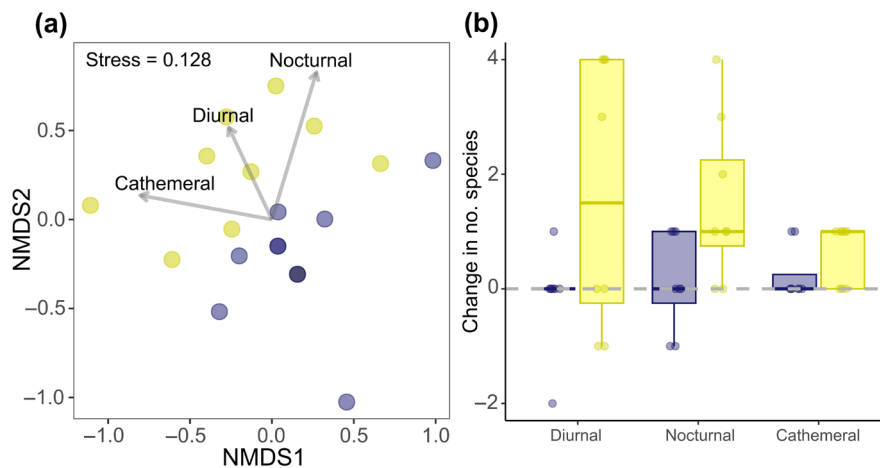 (a)
Stress = 0.128
Nocturnal
Diurnal
Cathemeral
NMDS2
0.5
0.0
−0.5
−1.0
−1.0
−0.5
0.0
0.5
1.0
NMDS1
(b)
Change in no. species
4
2
0
−2
Diurnal
Nocturnal
Cathemeral